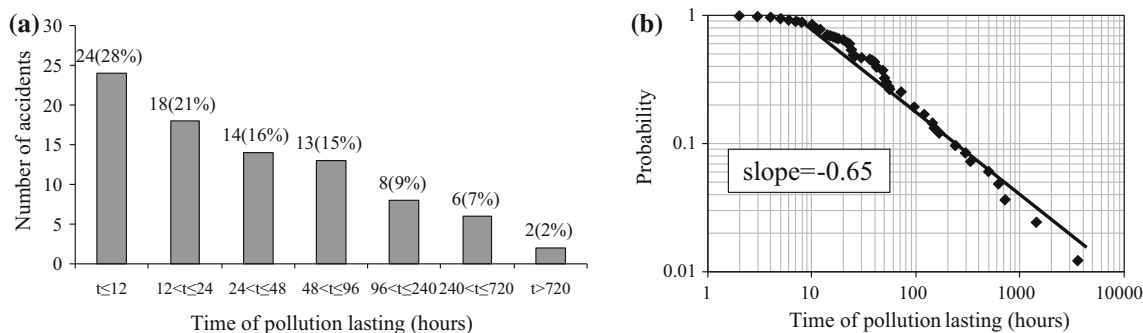 (a)
Number of accidents
30
25
20
15
10
5
0
24(28%)
18(21%)
14(16%)
13(15%)
8(9%)
6(7%)
2(2%)
t≤12
12<t≤24
24<t≤48
48<t≤96
96<t≤240
240<t≤720
t>720
Time of pollution lasting (hours)
(b)
Probability
1
0.1
0.01
slope=-0.65
1
10
100
1000
10000
Time of pollution lasting (hours)